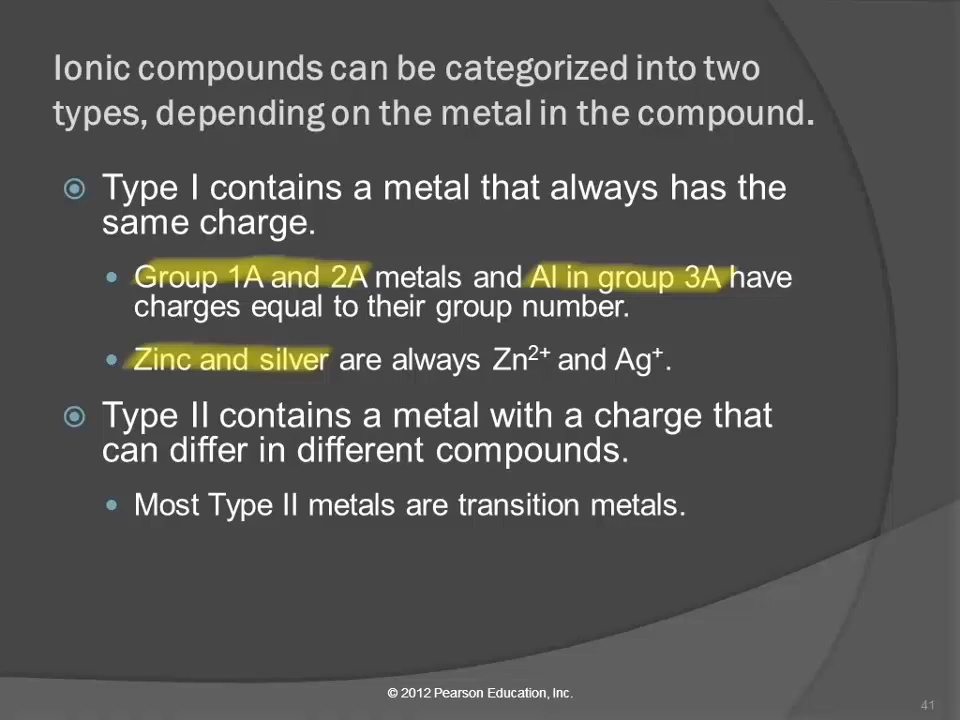 Ionic compounds can be categorized into two
types, depending on the metal in the compound.
Type I contains a metal that always has the
same charge.
Group 1A and 2A metals and Al in group 3A have
charges equal to their group number.
Zinc and silver are always Zn²⁺ and Ag⁺.
Type II contains a metal with a charge that
can differ in different compounds.
Most Type II metals are transition metals.
© 2012 Pearson Education, Inc.
41